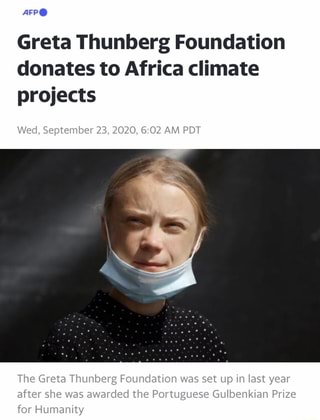 AFP
Greta Thunberg Foundation
donates to Africa climate
projects
Wed, September 23, 2020, 6:02 AM PDT
The Greta Thunberg Foundation was set up in last year
after she was awarded the Portuguese Gulbenkian Prize
for Humanity